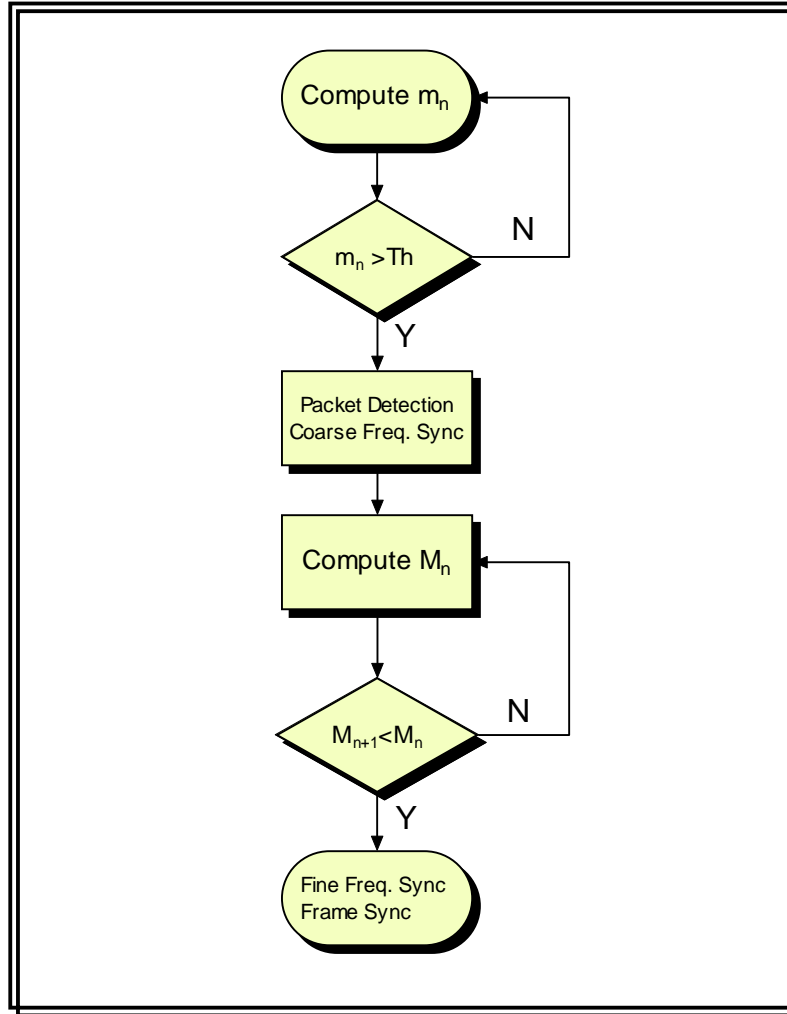 Compute mₙ
mₙ >Th
N
Y
Packet Detection
Coarse Freq. Sync
Compute Mₙ
Mₙ₊₁<Mₙ
N
Y
Fine Freq. Sync
Frame Sync